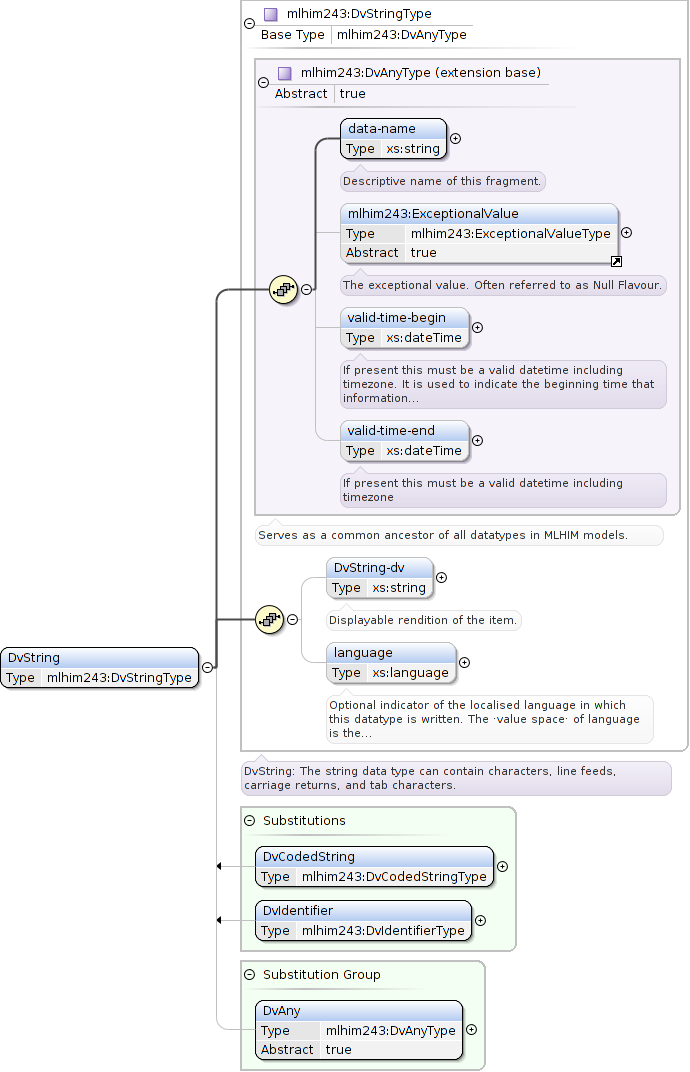 mlhim243:DvStringType
Base Type mlhim243:DvAnyType
mlhim243:DvAnyType (extension base)
Abstract true
data-name
Type xs:string
Descriptive name of this fragment.
mlhim243:ExceptionalValue
Type mlhim243:ExceptionalValueType
Abstract true
The exceptional value. Often referred to as Null Flavour.
valid-time-begin
Type xs:dateTime
If present this must be a valid datetime including
timezone. It is used to indicate the beginning time that
information...
valid-time-end
Type xs:dateTime
If present this must be a valid datetime including
timezone
Serves as a common ancestor of all datatypes in MLHIM models.
DvString-dv
Type xs:string
Displayable rendition of the item.
language
Type xs:language
Optional indicator of the localised language in which
this datatype is written. The ·value space· of language
is the...
DvString
Type mlhim243:DvStringType
DvString: The string data type can contain characters, line feeds,
carriage returns, and tab characters.
Substitutions
DvCodedString
Type mlhim243:DvCodedStringType
DvIdentifier
Type mlhim243:DvIdentifierType
Substitution Group
DvAny
Type mlhim243:DvAnyType
Abstract true